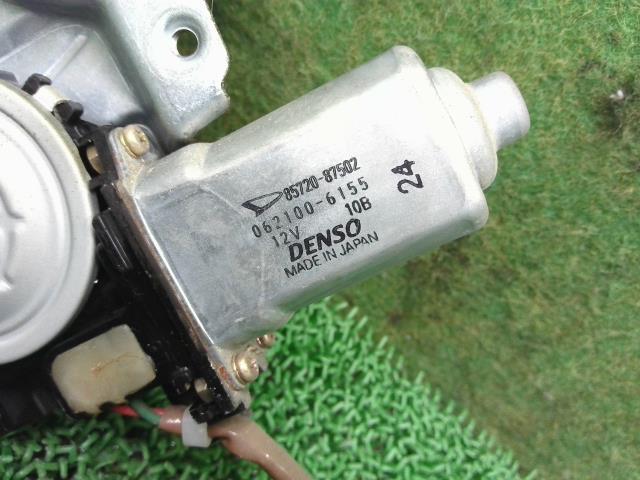 85720-87502
062100-6155
12V 10B
DENSO
MADE IN JAPAN
24